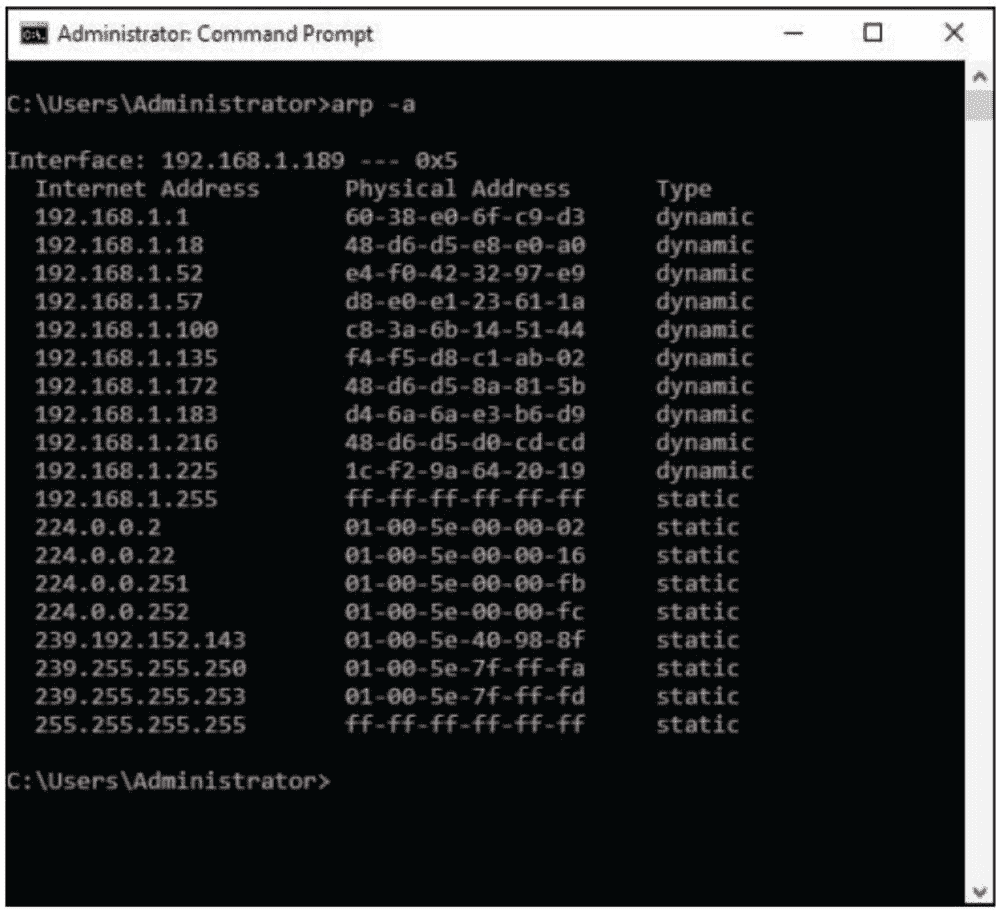 Administrator: Command Prompt
C:\Users\Administrator>arp -a
Interface: 192.168.1.189 --- 0x5
Internet Address Physical Address Type
192.168.1.1 60-38-e0-6f-c9-d3 dynamic
192.168.1.18 48-d6-d5-e8-e0-a0 dynamic
192.168.1.52 e4-f0-42-32-97-e9 dynamic
192.168.1.57 d8-e0-e1-23-61-1a dynamic
192.168.1.100 c8-3a-6b-14-51-44 dynamic
192.168.1.135 f4-f5-d8-c1-ab-02 dynamic
192.168.1.172 48-d6-d5-8a-81-5b dynamic
192.168.1.183 d4-6a-6a-e3-b6-d9 dynamic
192.168.1.216 48-d6-d5-d0-cd-cd dynamic
192.168.1.225 1c-f2-9a-64-20-19 dynamic
192.168.1.255 ff-ff-ff-ff-ff-ff static
224.0.0.2 01-00-5e-00-00-02 static
224.0.0.22 01-00-5e-00-00-16 static
224.0.0.251 01-00-5e-00-00-fb static
224.0.0.252 01-00-5e-00-00-fc static
239.192.152.143 01-00-5e-40-98-8f static
239.255.255.250 01-00-5e-7f-ff-fa static
239.255.255.253 01-00-5e-7f-ff-fd static
255.255.255.255 ff-ff-ff-ff-ff-ff static
C:\Users\Administrator>